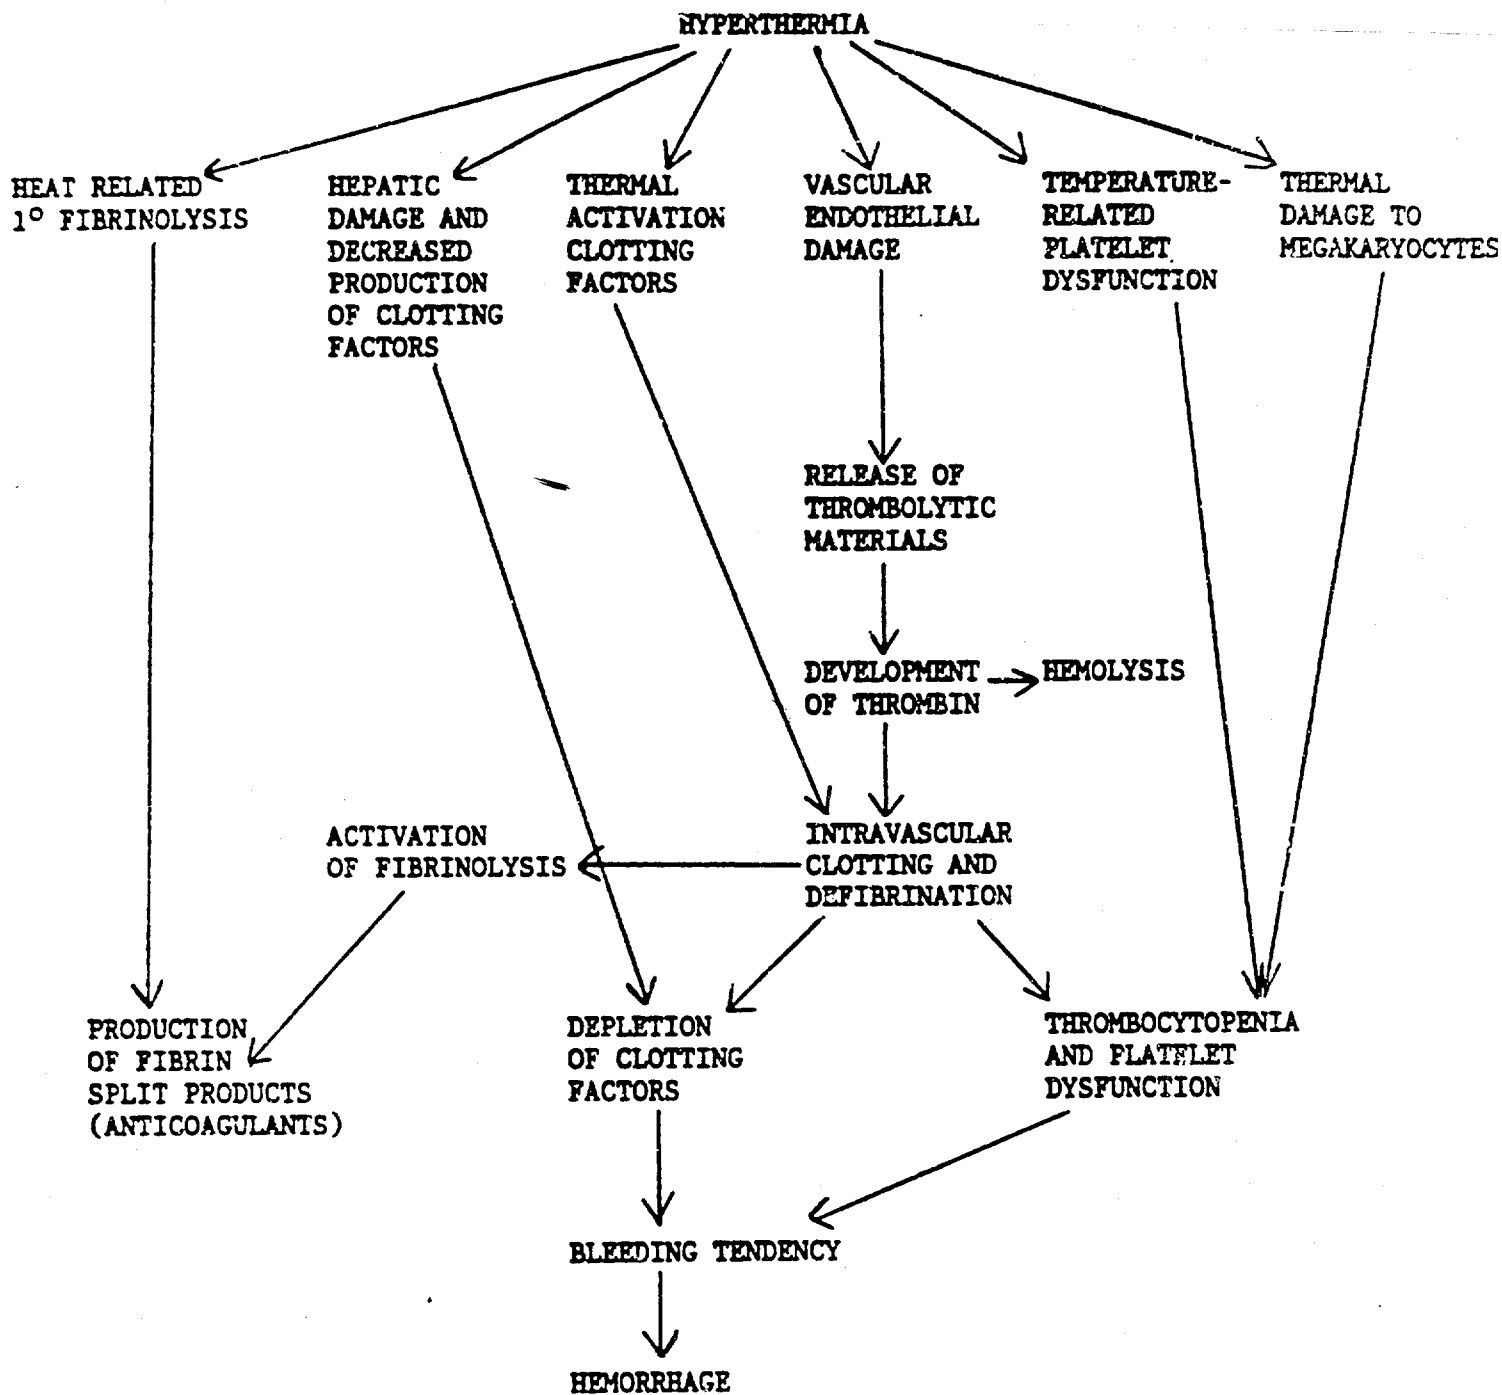 HYPERTHERMIA
HEAT RELATED
1° FIBRINOLYSIS
HEPATIC
DAMAGE AND
DECREASED
PRODUCTION
OF CLOTTING
FACTORS
THERMAL
ACTIVATION
CLOTTING
FACTORS
VASCULAR
ENDOTHELIAL
DAMAGE
TEMPERATURE-
RELATED
PLATELET
DYSFUNCTION
THERMAL
DAMAGE TO
MEGAKARYOCYTES
RELEASE OF
THROMBOLYTIC
MATERIALS
DEVELOPMENT
OF THROMBIN
HEMOLYSIS
ACTIVATION
OF FIBRINOLYSIS
INTRAVASCULAR
CLOTTING AND
DEFIBRINATION
PRODUCTION
OF FIBRIN
SPLIT PRODUCTS
(ANTICOAGULANTS)
DEPLETION
OF CLOTTING
FACTORS
THROMBOCYTOPENIA
AND PLATELET
DYSFUNCTION
BLEEDING TENDENCY
HEMORRHAGE